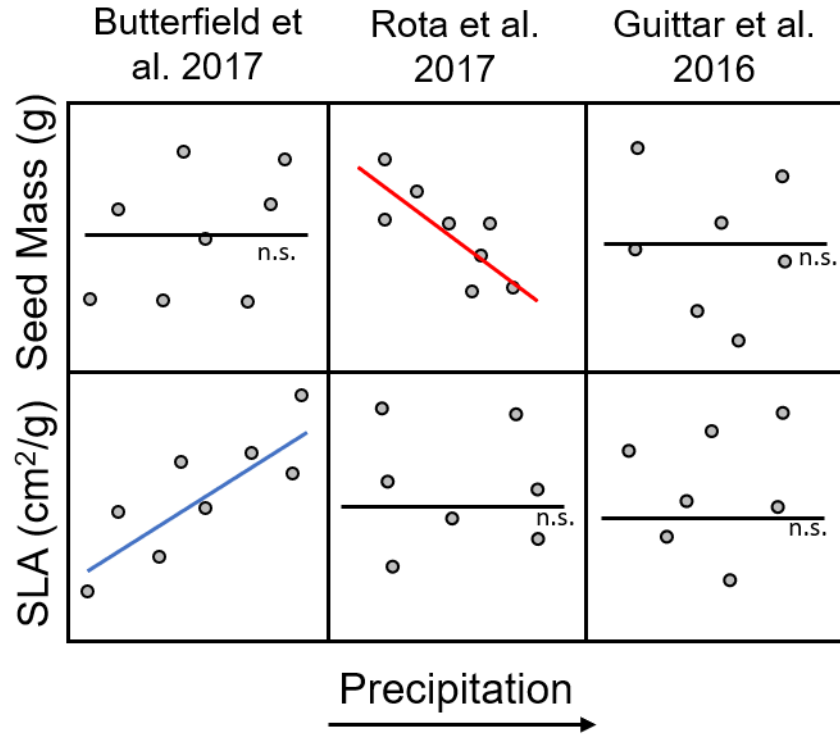 Butterfield et
al. 2017
Rota et al.
2017
Guittar et al.
2016
Seed Mass (g)
n.s.
n.s.
SLA (cm²/g)
n.s.
n.s.
Precipitation